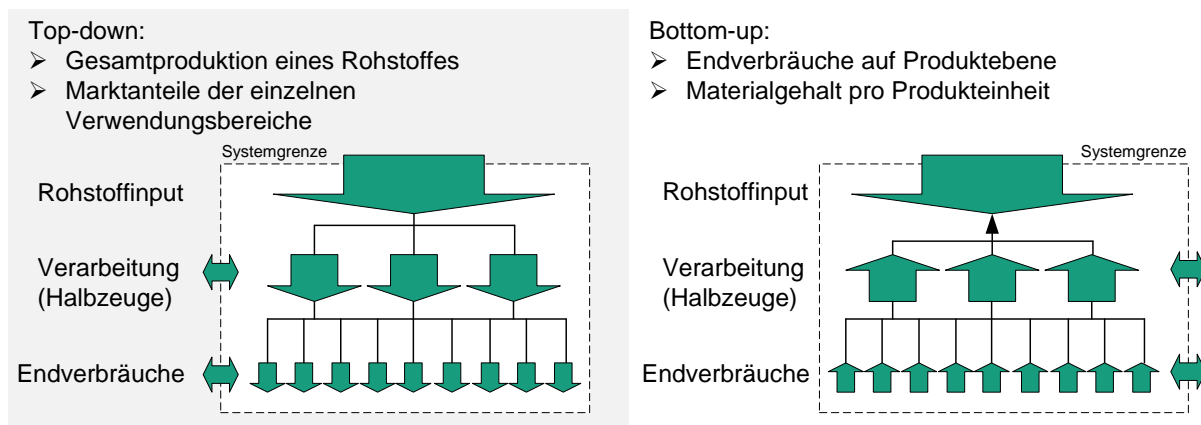 Top-down:
➢ Gesamtproduktion eines Rohstoffes
➢ Marktanteile der einzelnen
Verwendungsbereiche
Systemgrenze
Rohstoffinput
Verarbeitung
(Halbzeuge)
Endverbräuche
Bottom-up:
➢ Endverbräuche auf Produktebene
➢ Materialgehalt pro Produkteinheit
Systemgrenze
Rohstoffinput
Verarbeitung
(Halbzeuge)
Endverbräuche